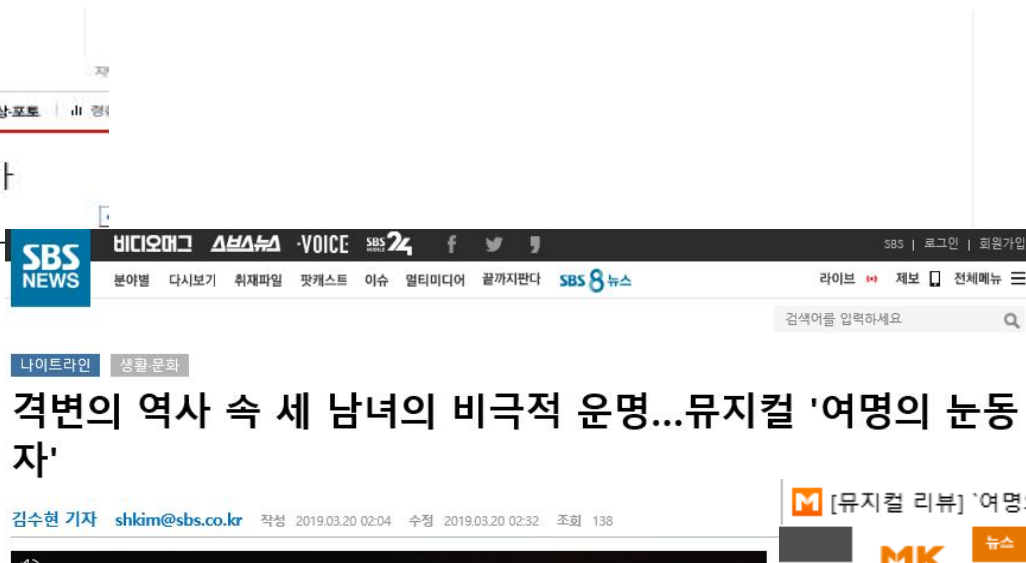 포토
SBS NEWS
비디오머그 스브스뉴스 ·VOICE SBS MOBILE 24
SBS | 로그인 | 회원가입
분야별 다시보기 취재파일 팟캐스트 이슈 멀티미디어 끝까지판다 SBS 8 뉴스
라이브 제보 전체메뉴
검색어를 입력하세요
나이트라인 생활·문화
격변의 역사 속 세 남녀의 비극적 운명...뮤지컬 '여명의 눈동
자'
김수현 기자 shkim@sbs.co.kr 작성 2019.03.20 02:04 수정 2019.03.20 02:32 조회 138
M [뮤지컬 리뷰] `여명
MK 뉴스